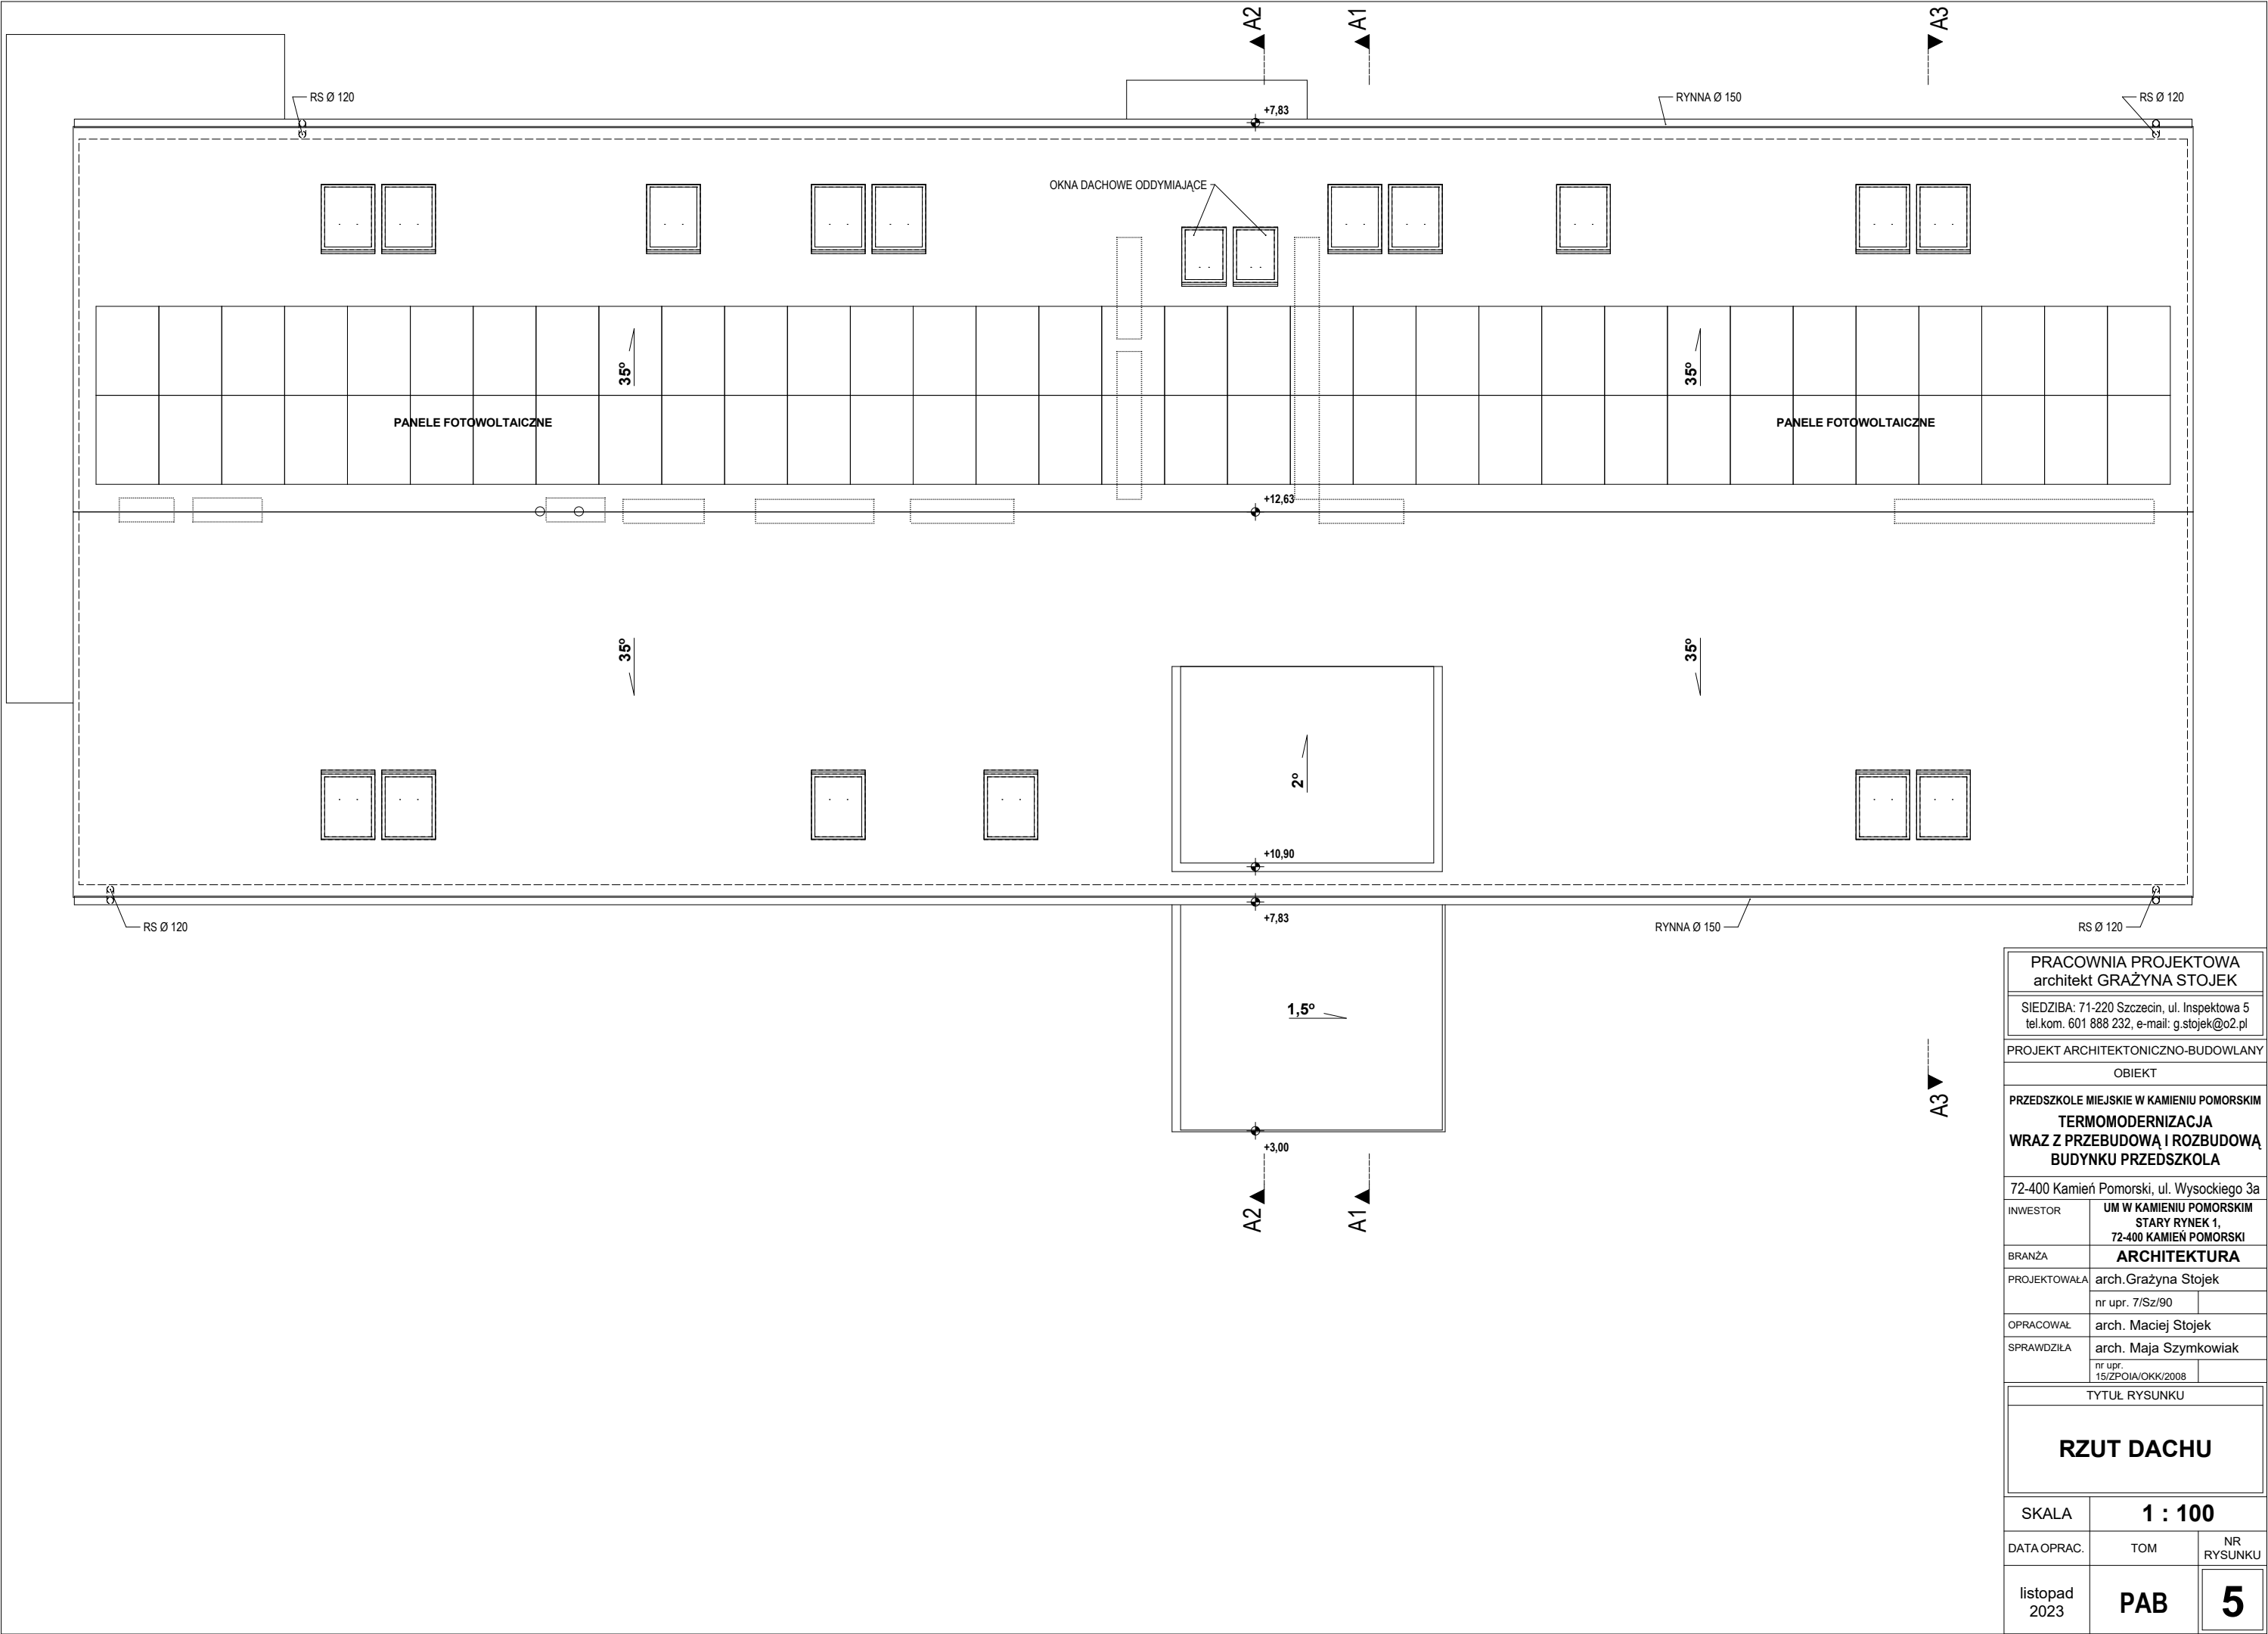 A2
A1
A3
RS Ø 120
+7,83
RYNNA Ø 150
RS Ø 120
OKNA DACHOWE ODDYMIAJĄCE
35º
35º
PANELE FOTOWOLTAICZNE
PANELE FOTOWOLTAICZNE
+12,63
35º
35º
2º
+10,90
+7,83
RS Ø 120
RYNNA Ø 150
RS Ø 120
1,5º
+3,00
A3
A2
A1
PRACOWNIA PROJEKTOWA
architekt GRAŻYNA STOJEK
SIEDZIBA: 71-220 Szczecin, ul. Inspektowa 5
tel.kom. 601 888 232, e-mail: g.stojek@o2.pl
PROJEKT ARCHITEKTONICZNO-BUDOWLANY
OBIEKT
PRZEDSZKOLE MIEJSKIE W KAMIENIU POMORSKIM
TERMOMODERNIZACJA
WRAZ Z PRZEBUDOWĄ I ROZBUDOWĄ
BUDYNKU PRZEDSZKOLA
72-400 Kamień Pomorski, ul. Wysockiego 3a
INWESTOR
UM W KAMIENIU POMORSKIM
STARY RYNEK 1,
72-400 KAMIEŃ POMORSKI
BRANŻA
ARCHITEKTURA
PROJEKTOWAŁA
arch.Grażyna Stojek
nr upr. 7/Sz/90
OPRACOWAŁ
arch. Maciej Stojek
SPRAWDZIŁA
arch. Maja Szymkowiak
nr upr.
15/ZPOIA/OKK/2008
TYTUŁ RYSUNKU
RZUT DACHU
SKALA
1 : 100
DATA OPRAC.
TOM
NR
RYSUNKU
listopad
2023
PAB
5